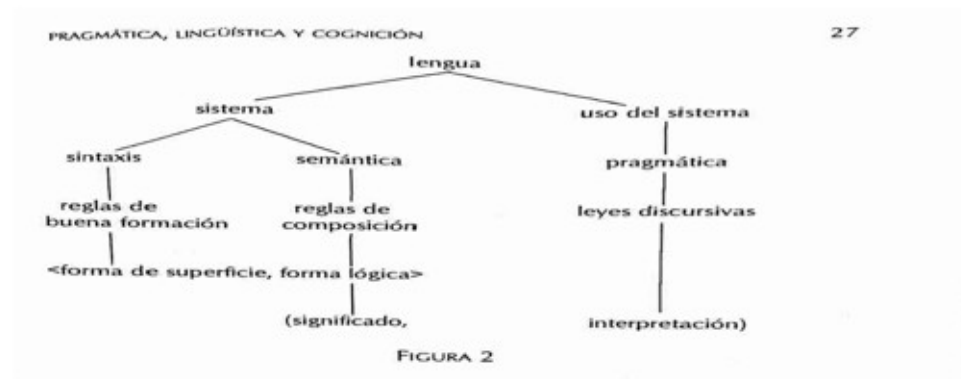 PRAGMÁTICA, LINGÜÍSTICA Y COGNICIÓN 27
lengua
sistema uso del sistema
sintaxis semántica pragmática
reglas de reglas de leyes discursivas
buena formación composición
<forma de superficie, forma lógica>
(significado, interpretación)
FIGURA 2